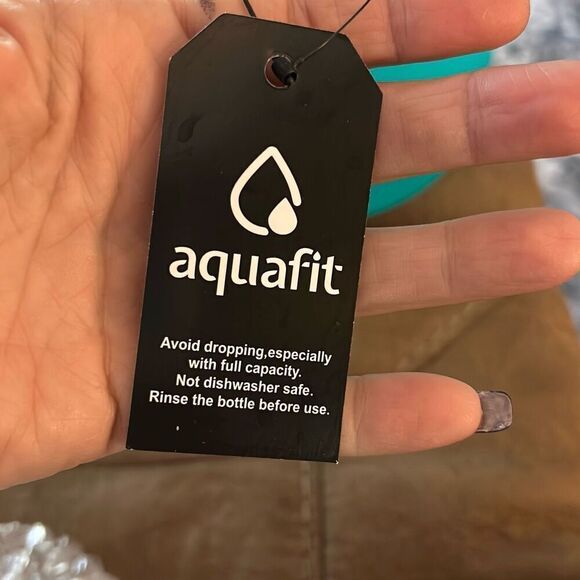 aquafit
Avoid dropping,especially
with full capacity.
Not dishwasher safe.
Rinse the bottle before use.